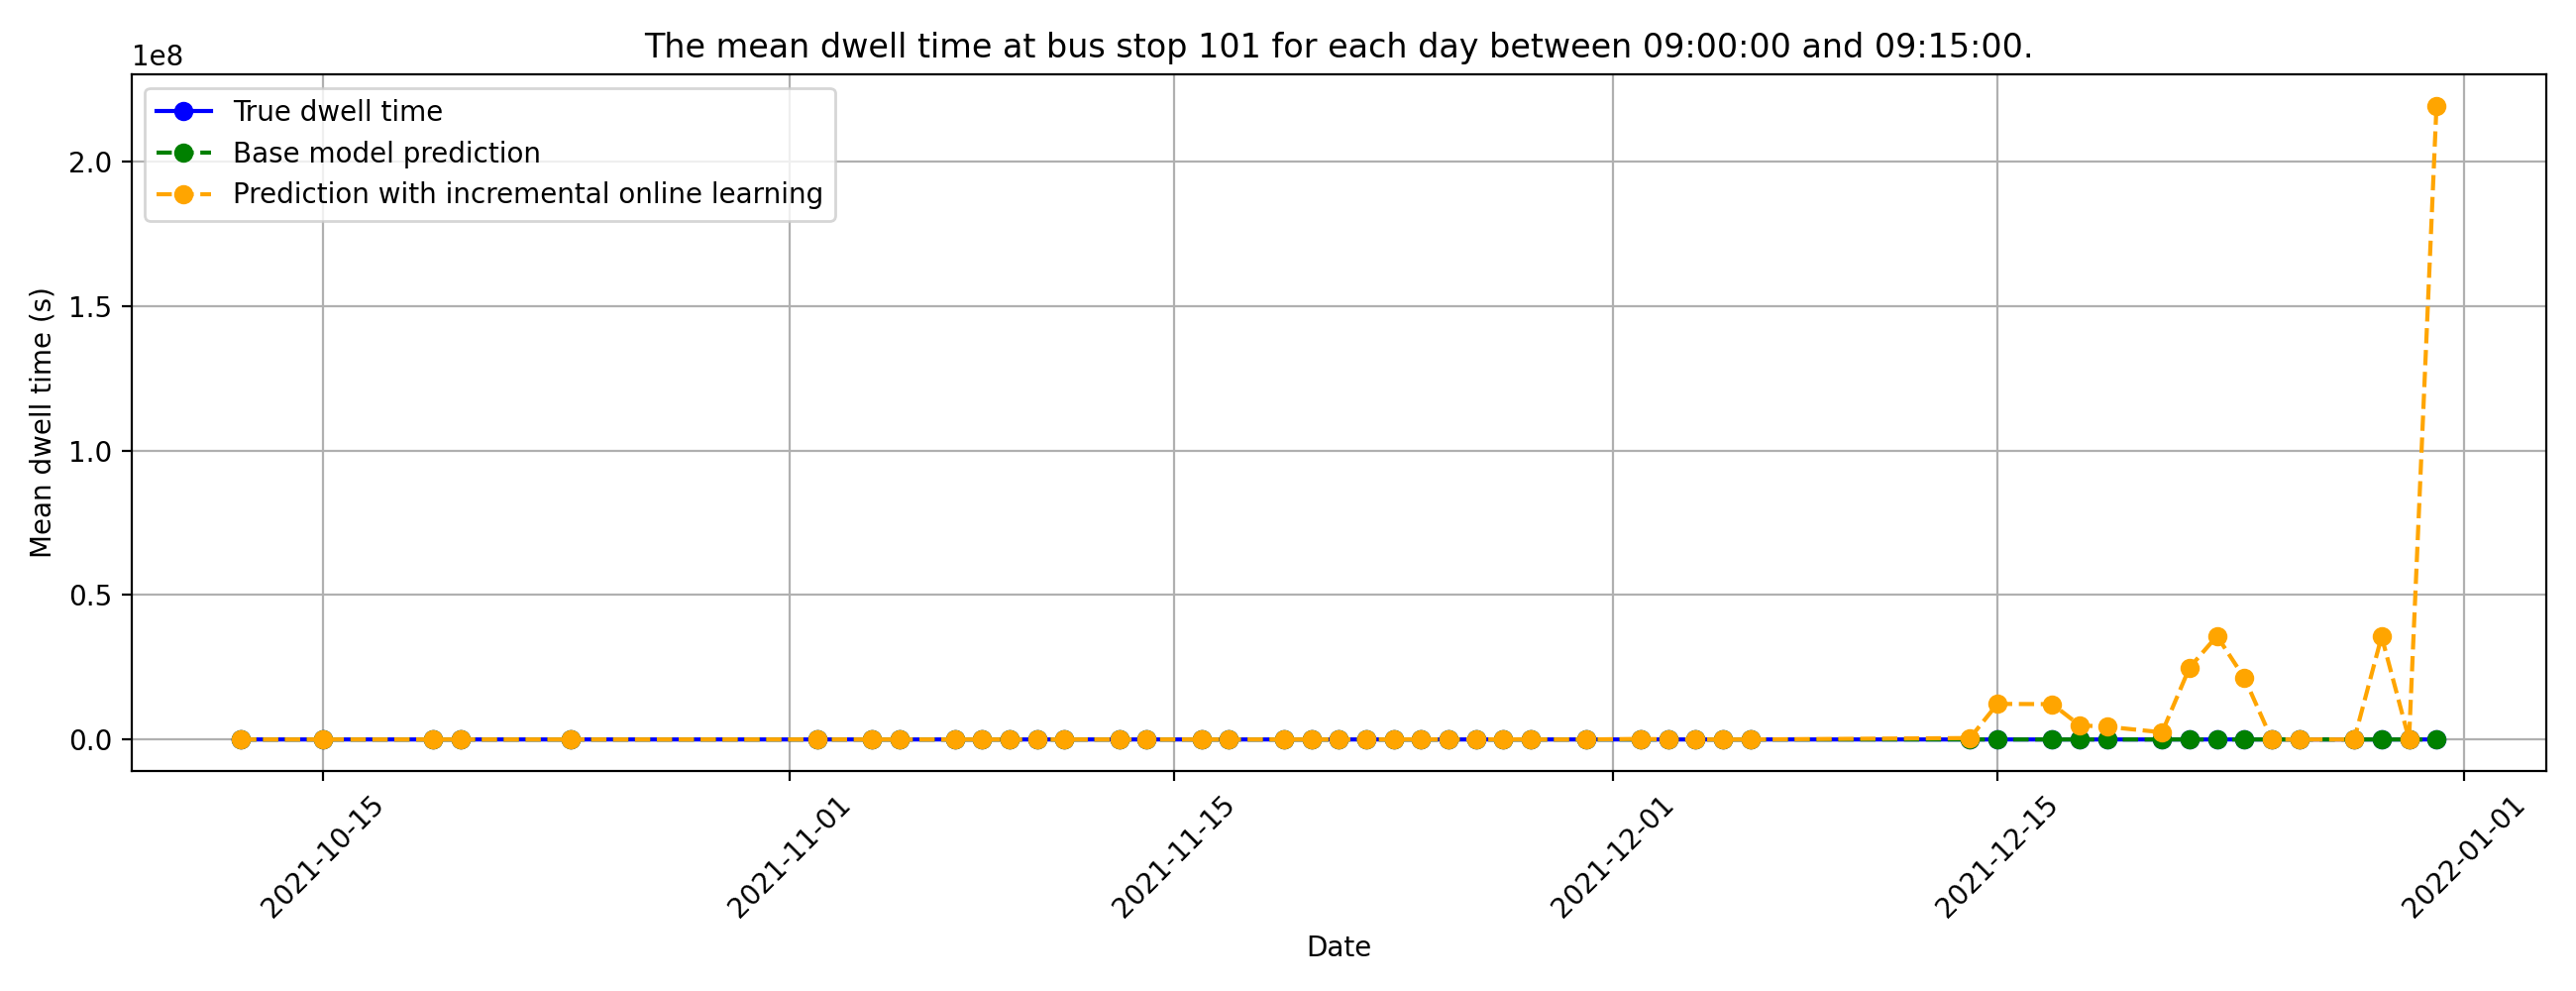 The mean dwell time at bus stop 101 for each day between 09:00:00 and 09:15:00.
1e8
True dwell time
Base model prediction
Prediction with incremental online learning
2.0
1.5
1.0
0.5
0.0
Mean dwell time (s)
2021-10-15
2021-11-01
2021-11-15
2021-12-01
2021-12-15
2022-01-01
Date